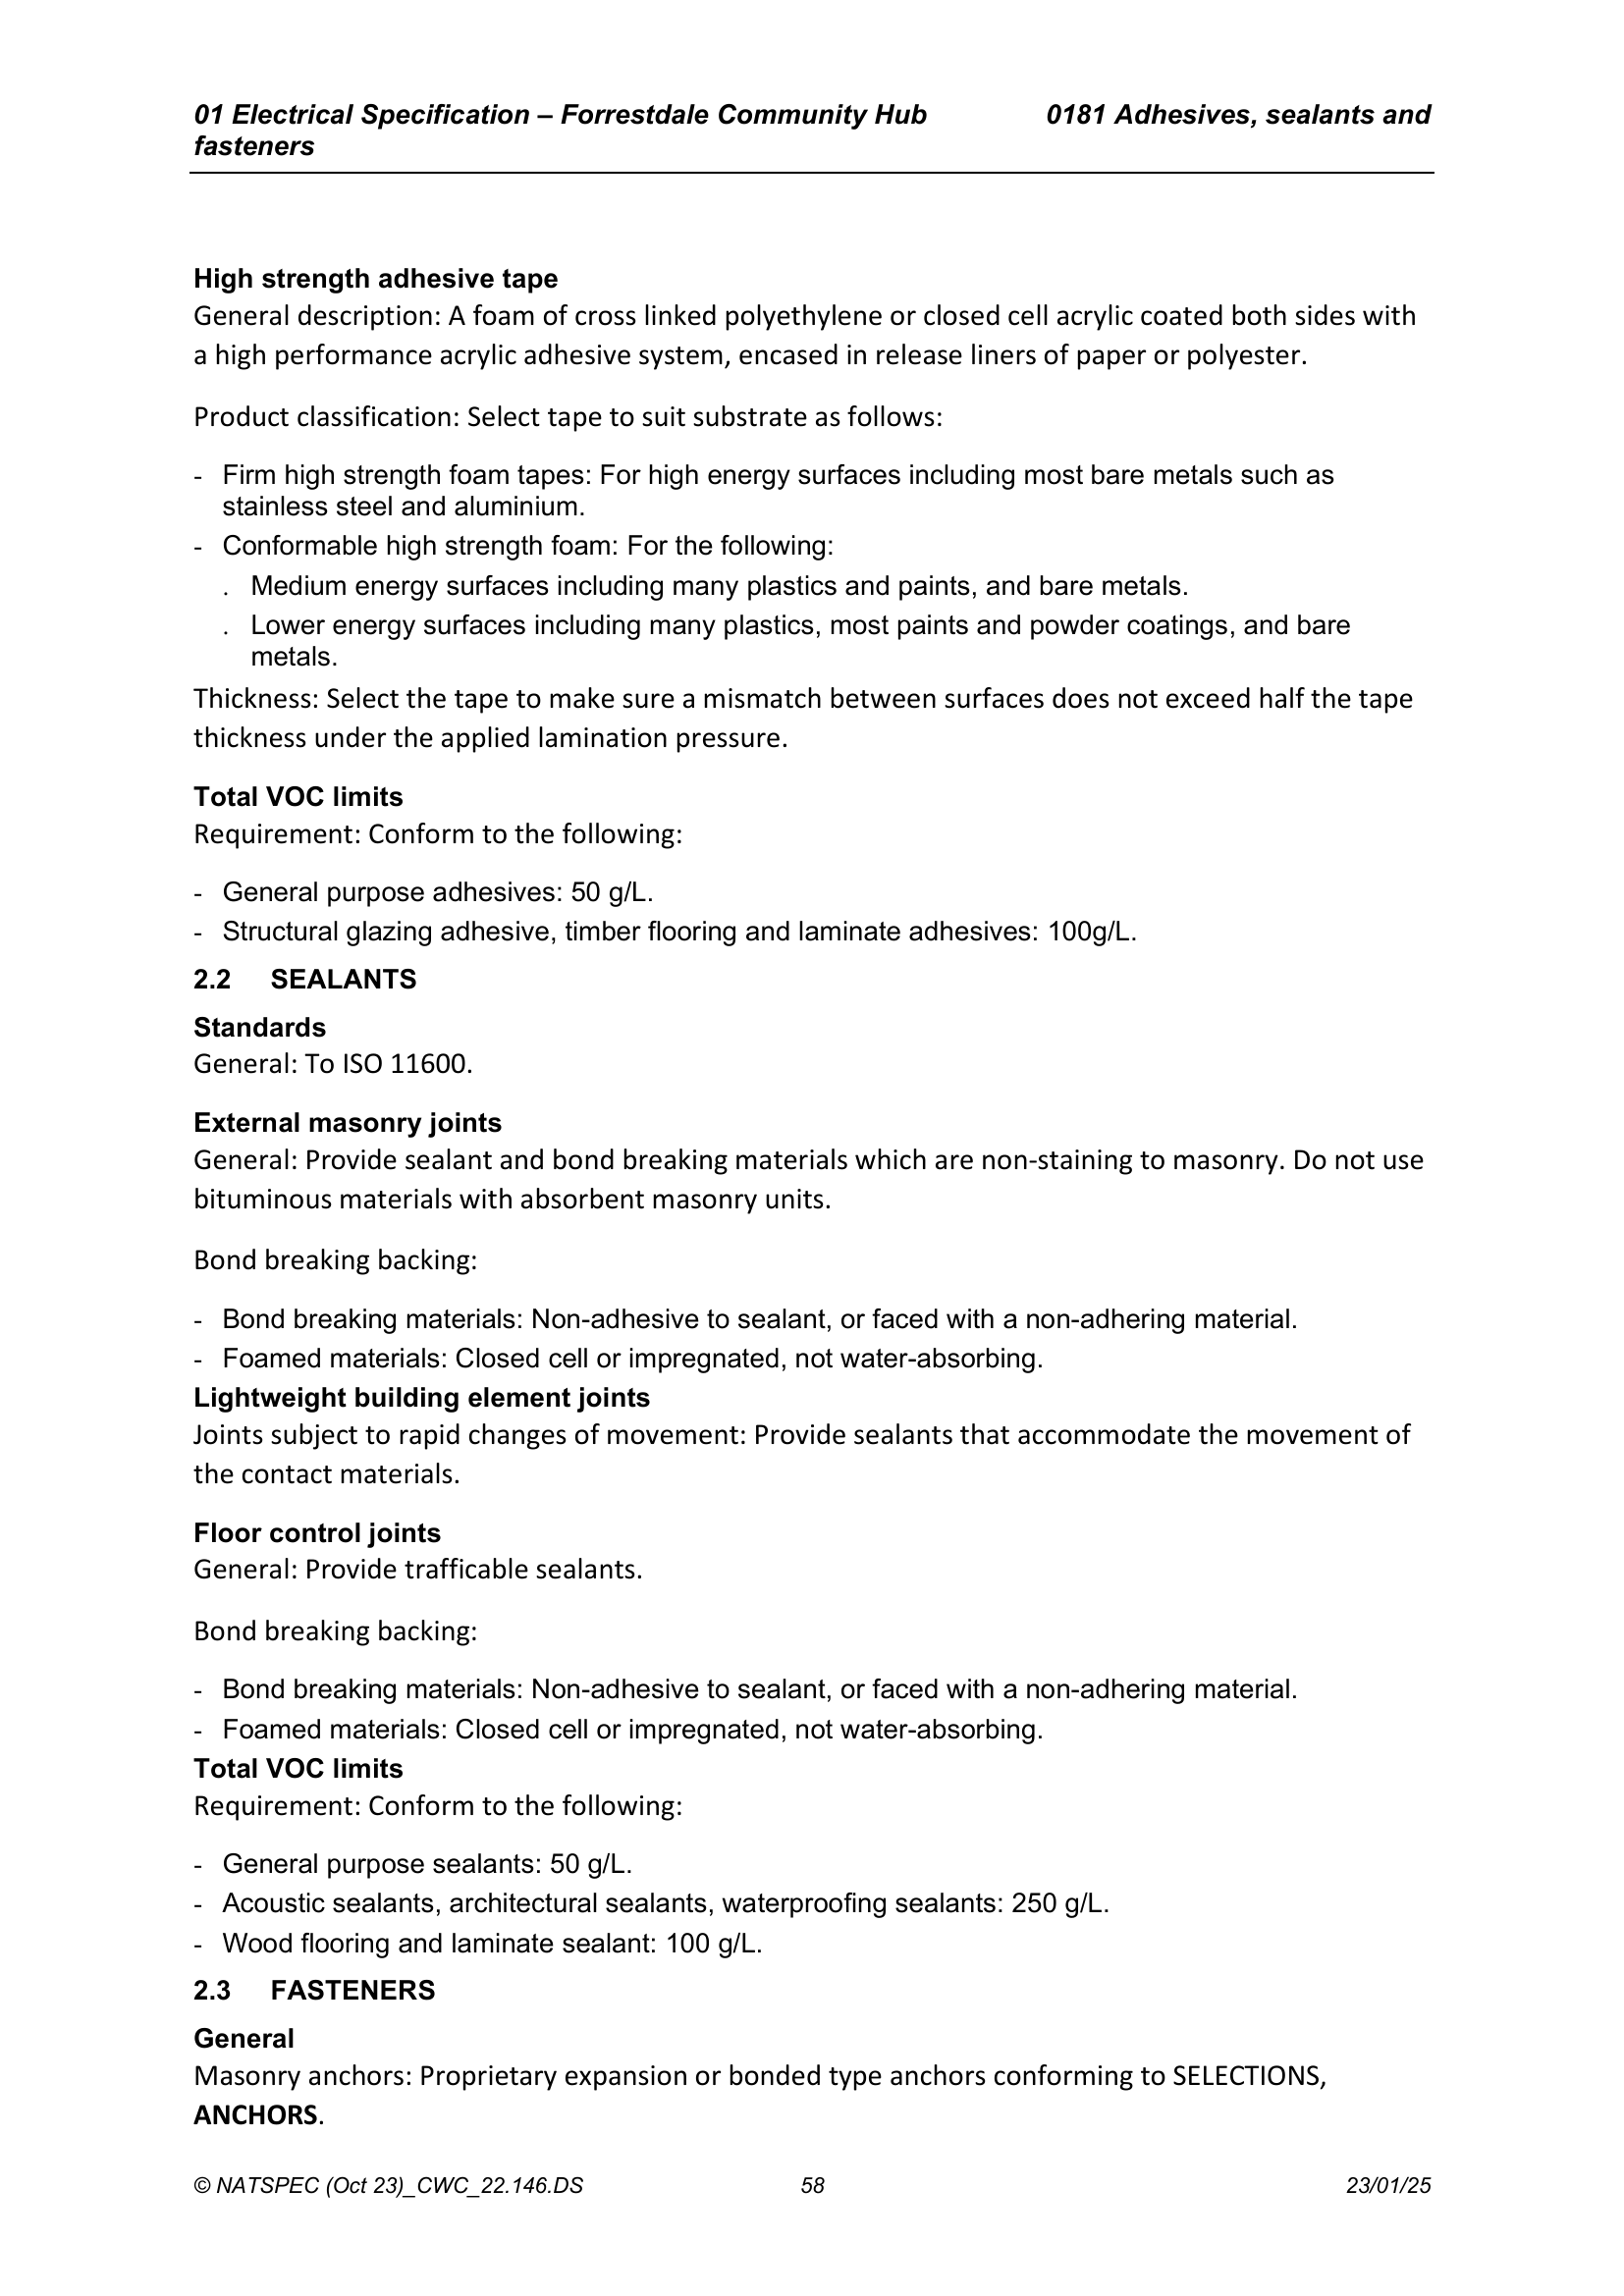 01 Electrical Specification – Forrestdale Community Hub 0181 Adhesives, sealants and
fasteners
High strength adhesive tape
General description: A foam of cross linked polyethylene or closed cell acrylic coated both sides with
a high performance acrylic adhesive system, encased in release liners of paper or polyester.
Product classification: Select tape to suit substrate as follows:
- Firm high strength foam tapes: For high energy surfaces including most bare metals such as
stainless steel and aluminium.
- Conformable high strength foam: For the following:
. Medium energy surfaces including many plastics and paints, and bare metals.
. Lower energy surfaces including many plastics, most paints and powder coatings, and bare
metals.
Thickness: Select the tape to make sure a mismatch between surfaces does not exceed half the tape
thickness under the applied lamination pressure.
Total VOC limits
Requirement: Conform to the following:
- General purpose adhesives: 50 g/L.
- Structural glazing adhesive, timber flooring and laminate adhesives: 100g/L.
2.2 SEALANTS
Standards
General: To ISO 11600.
External masonry joints
General: Provide sealant and bond breaking materials which are non-staining to masonry. Do not use
bituminous materials with absorbent masonry units.
Bond breaking backing:
- Bond breaking materials: Non-adhesive to sealant, or faced with a non-adhering material.
- Foamed materials: Closed cell or impregnated, not water-absorbing.
Lightweight building element joints
Joints subject to rapid changes of movement: Provide sealants that accommodate the movement of
the contact materials.
Floor control joints
General: Provide trafficable sealants.
Bond breaking backing:
- Bond breaking materials: Non-adhesive to sealant, or faced with a non-adhering material.
- Foamed materials: Closed cell or impregnated, not water-absorbing.
Total VOC limits
Requirement: Conform to the following:
- General purpose sealants: 50 g/L.
- Acoustic sealants, architectural sealants, waterproofing sealants: 250 g/L.
- Wood flooring and laminate sealant: 100 g/L.
2.3 FASTENERS
General
Masonry anchors: Proprietary expansion or bonded type anchors conforming to SELECTIONS,
ANCHORS.
© NATSPEC (Oct 23)_CWC_22.146.DS 58 23/01/25